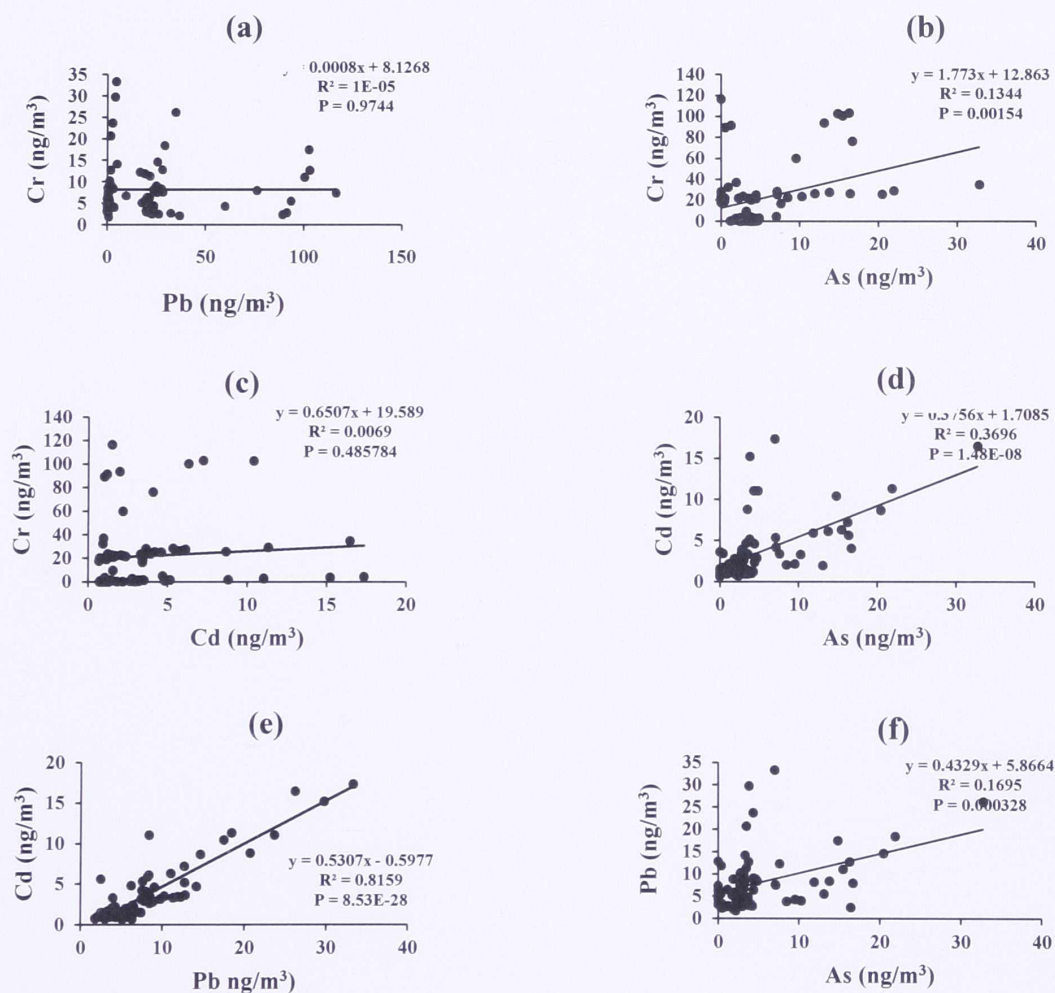 (a)
0.0008x + 8.1268
R² = 1E-05
P = 0.9744
Cr (ng/m³)
35
30
25
20
15
10
5
0
0 50 100 150
Pb (ng/m³)
(b)
y = 1.773x + 12.863
R² = 0.1344
P = 0.00154
Cr (ng/m³)
140
120
100
80
60
40
20
0
0 10 20 30 40
As (ng/m³)
(c)
y = 0.6507x + 19.589
R² = 0.0069
P = 0.485784
Cr (ng/m³)
140
120
100
80
60
40
20
0
0 5 10 15 20
Cd (ng/m³)
(d)
y = 0.3756x + 1.7085
R² = 0.3696
P = 1.48E-08
Cd (ng/m³)
20
15
10
5
0
0 10 20 30 40
As (ng/m³)
(e)
y = 0.5307x - 0.5977
R² = 0.8159
P = 8.53E-28
Cd (ng/m³)
20
15
10
5
0
0 10 20 30 40
Pb ng/m³)
(f)
y = 0.4329x + 5.8664
R² = 0.1695
P = 0.000328
Pb (ng/m³)
35
30
25
20
15
10
5
0
0 10 20 30 40
As (ng/m³)